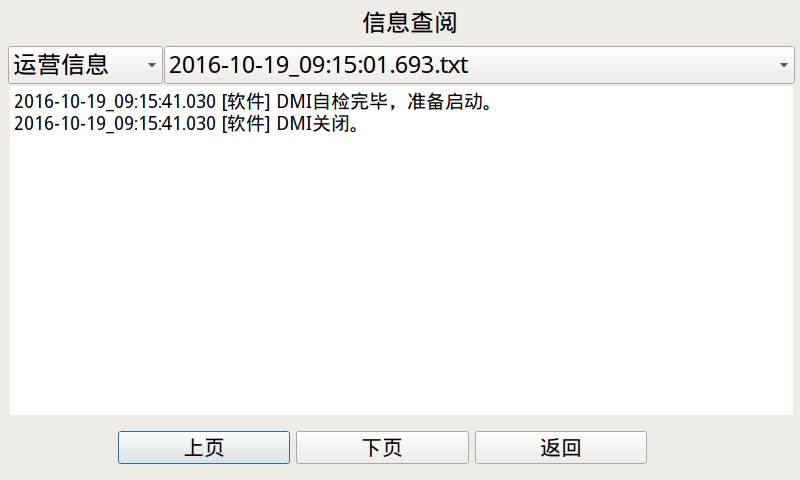 信息查阅
运营信息 2016-10-19_09:15:01.693.txt
2016-10-19_09:15:41.030 [软件] DMI自检完毕，准备启动。
2016-10-19_09:15:41.030 [软件] DMI关闭。
上页 下页 返回